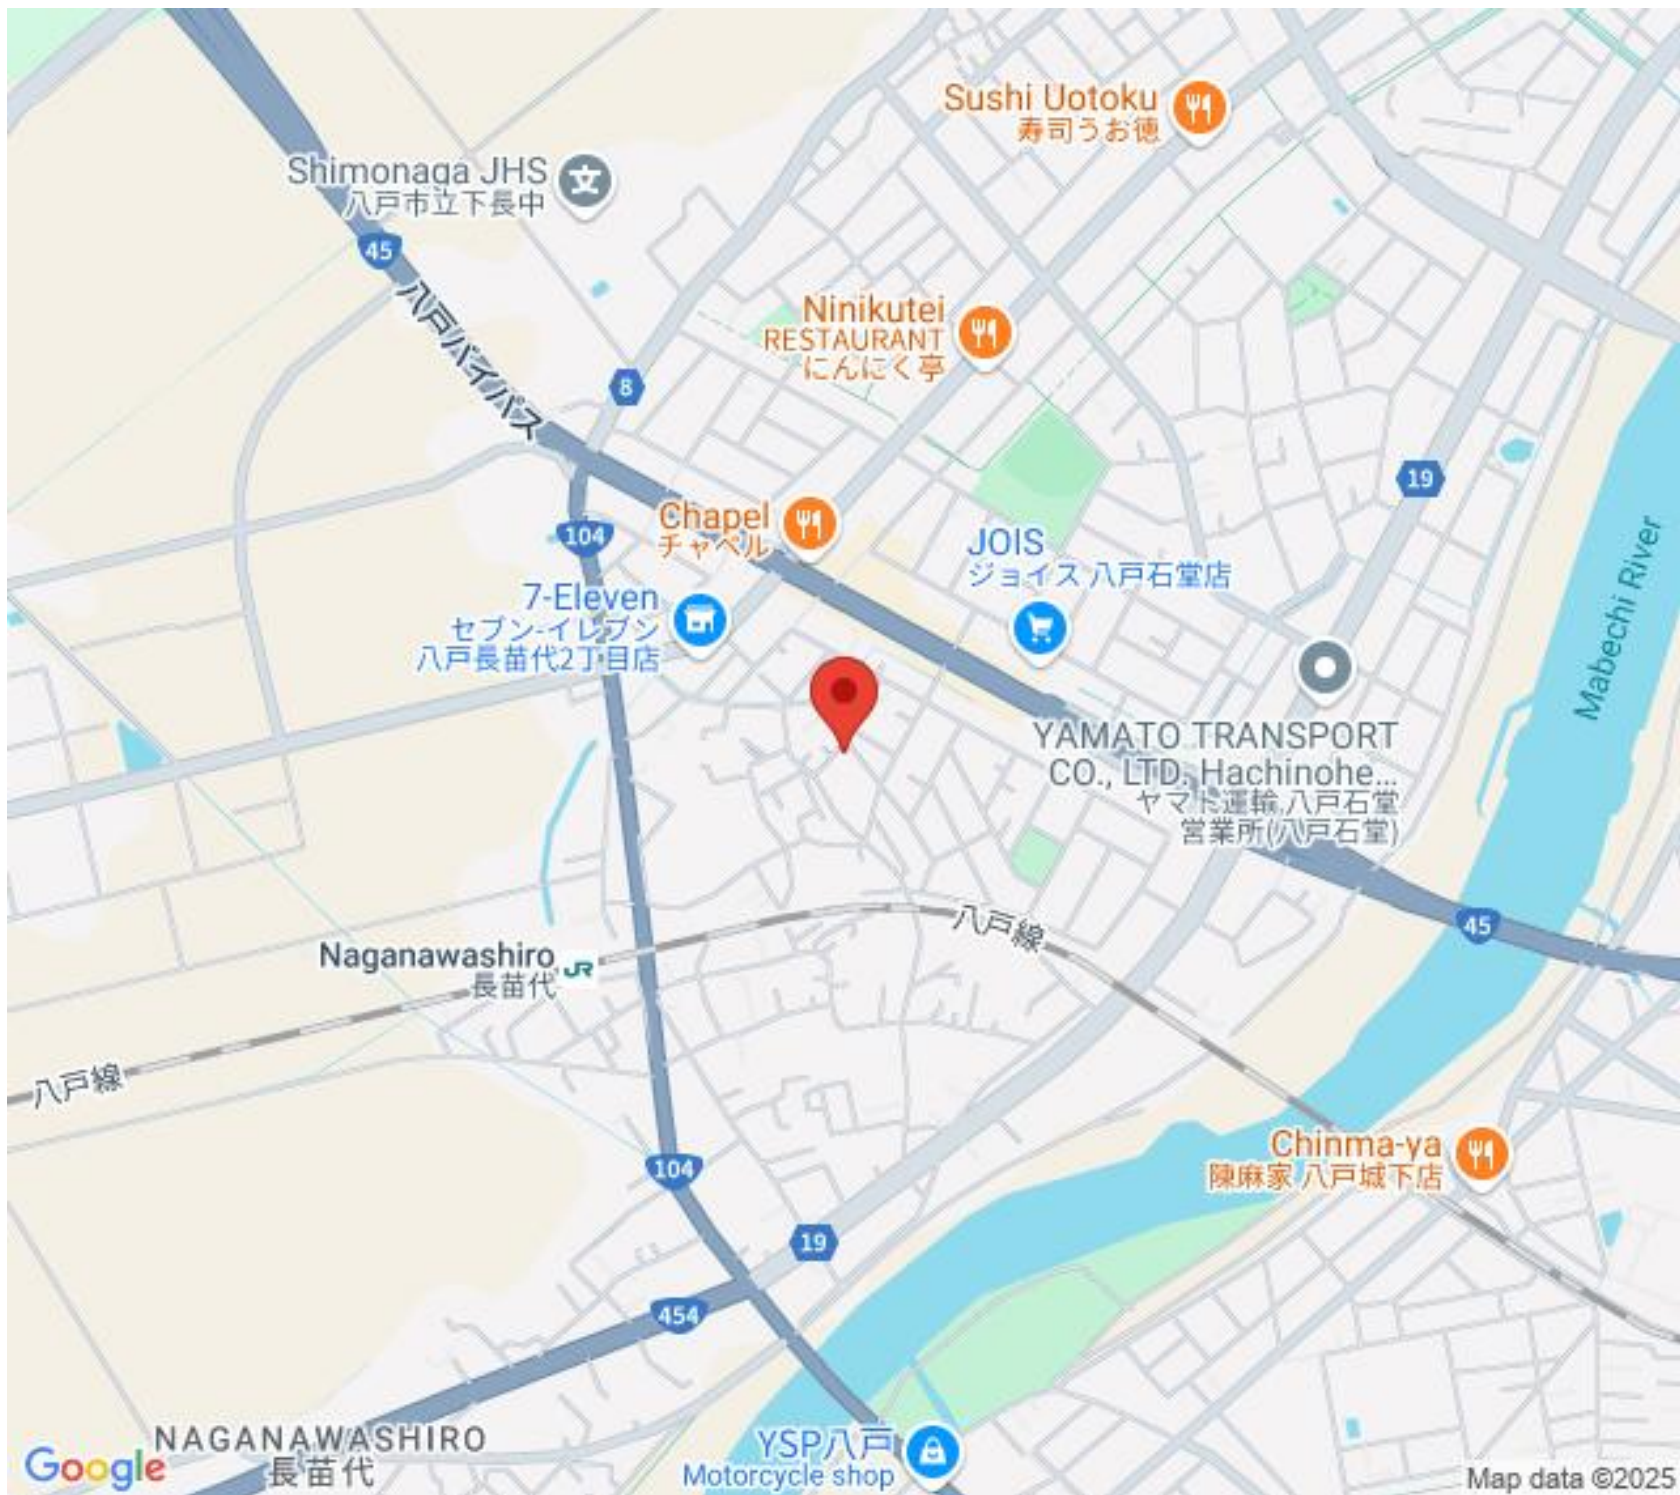 Sushi Uotoku
寿司うお徳
Shimonaga JHS
八戸市立下長中
45
八戸バイパス
Ninikutei
RESTAURANT
にんにく亭
8
19
Chapel
チャペル
104
JOIS
ジョイス 八戸石堂店
7-Eleven
セブン-イレブン
八戸長苗代2丁目店
Mabechi River
YAMATO TRANSPORT
CO., LTD. Hachinohe...
ヤマト運輸 八戸石堂
営業所(八戸石堂)
八戸線
45
Naganawashiro
長苗代
JR
八戸線
Chinma-ya
陳麻家 八戸城下店
104
19
454
NAGANAWASHIRO
長苗代
YSP八戸
Motorcycle shop
Google
Map data ©2025